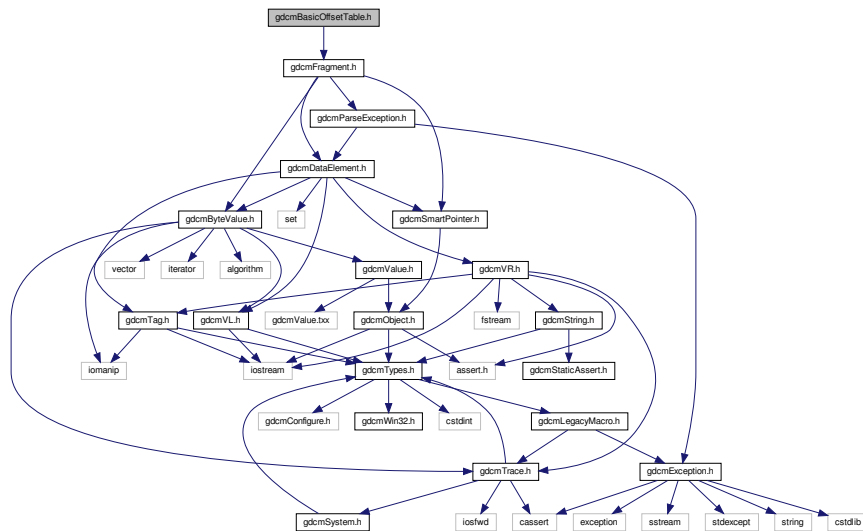 gdcmBasicOffsetTable.h
gdcmFragment.h
gdcmParseException.h
gdcmDataElement.h
gdcmByteValue.h
set
gdcmSmartPointer.h
vector
iterator
algorithm
gdcmValue.h
gdcmVR.h
gdcmTag.h
gdcmVL.h
gdcmValue.txx
gdcmObject.h
fstream
gdcmString.h
iomanip
iostream
gdcmTypes.h
assert.h
gdcmStaticAssert.h
gdcmConfigure.h
gdcmWin32.h
cstdint
gdcmLegacyMacro.h
gdcmTrace.h
gdcmException.h
gdcmSystem.h
iosfwd
cassert
exception
sstream
stdexcept
string
cstdlib